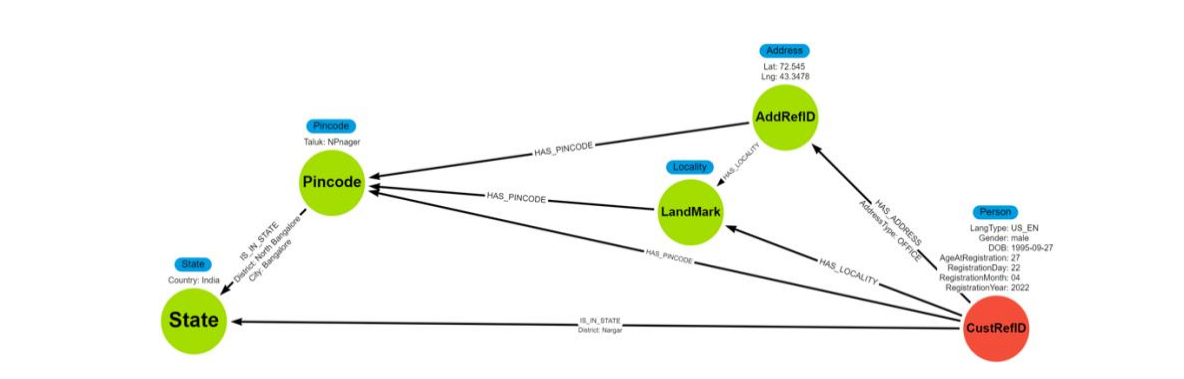 Address
Lat: 72.545
Lng: 43.3478
AddRefID
Pincode
Taluk: NPnager
Pincode
HAS_PINCODE
HAS_LOCALITY
Locality
LandMark
HAS_PINCODE
HAS_ADDRESS
AddressType: OFFICE
Person
LangType: US_EN
Gender: male
DOB: 1995-09-27
AgeAtRegistration: 27
RegistrationDay: 22
RegistrationMonth: 04
RegistrationYear: 2022
IS_IN_STATE
District: North Bangalore
City: Bangalore
HAS_PINCODE
HAS_LOCALITY
State
Country: India
State
IS_IN_STATE
District: Nargar
CustRefID